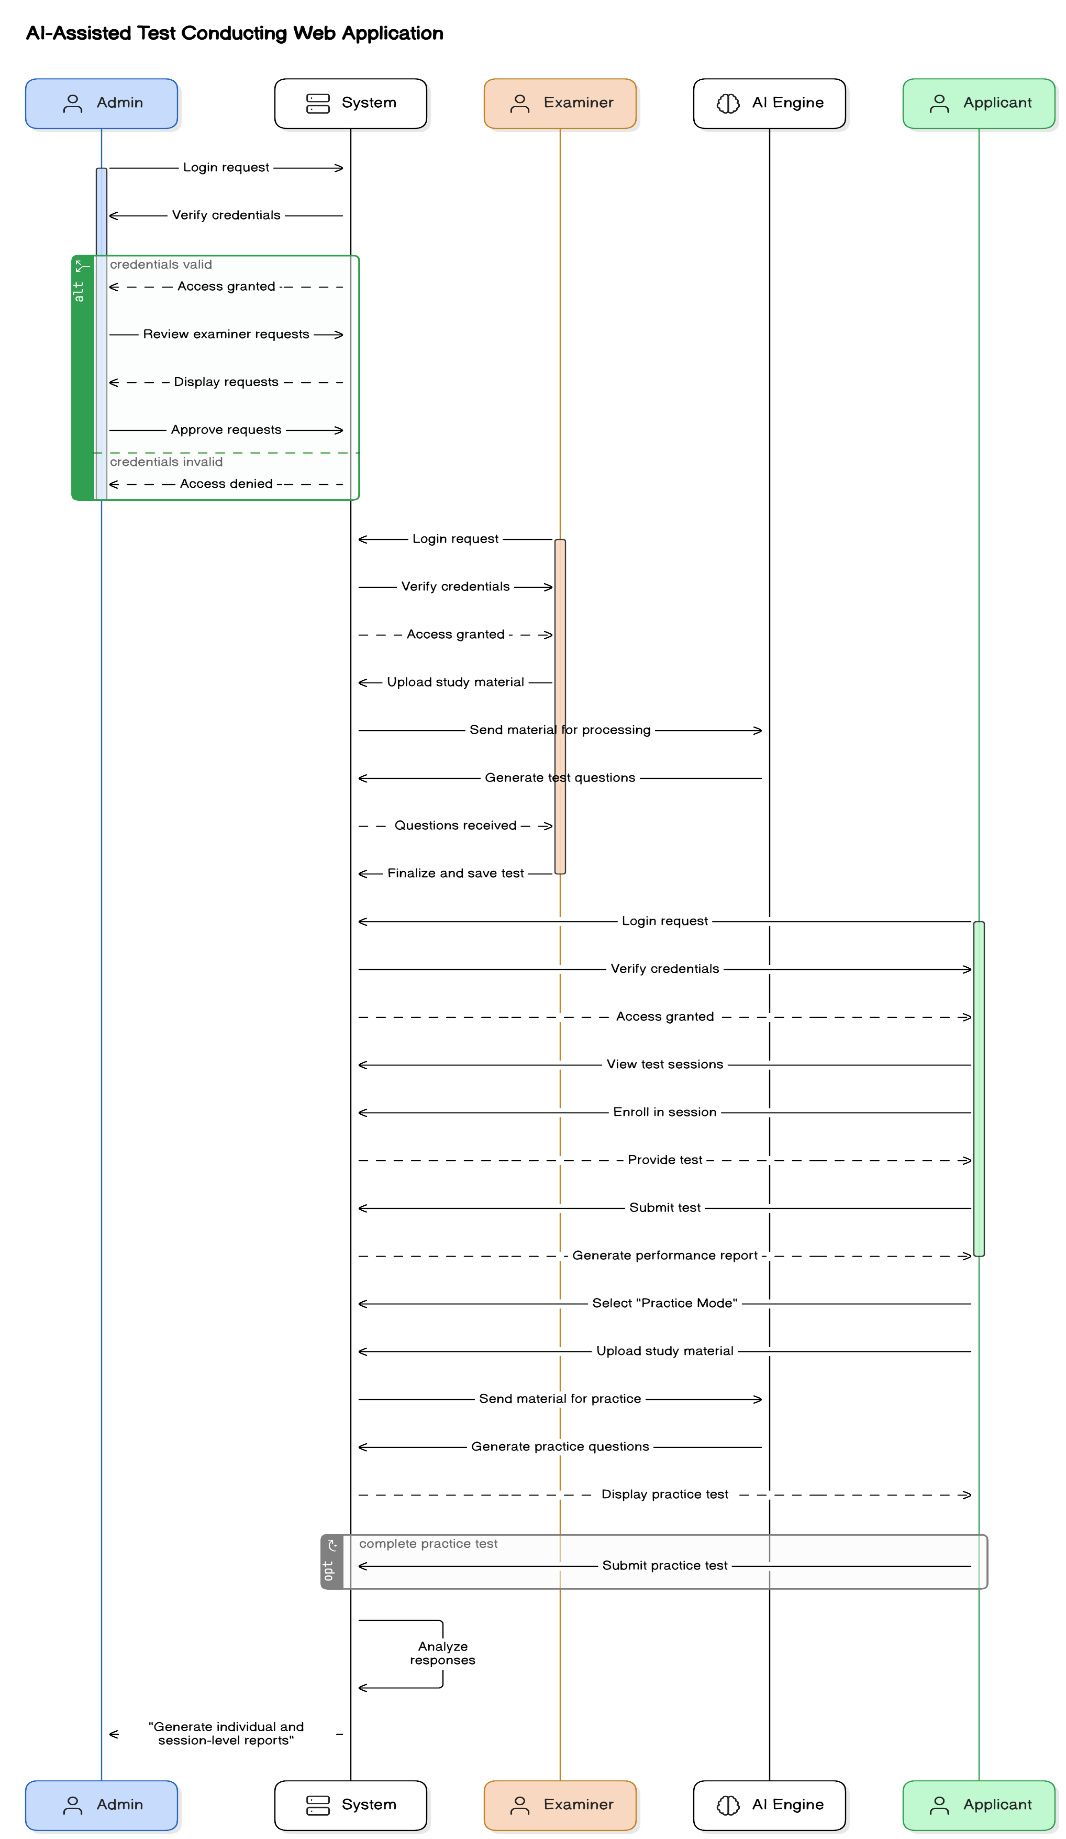 AI-Assisted Test Conducting Web Application
Admin
System
Examiner
AI Engine
Applicant
Login request
Verify credentials
alt
credentials valid
Access granted
Review examiner requests
Display requests
Approve requests
credentials invalid
Access denied
Login request
Verify credentials
Access granted
Upload study material
Send material for processing
Generate test questions
Questions received
Finalize and save test
Login request
Verify credentials
Access granted
View test sessions
Enroll in session
Provide test
Submit test
Generate performance report
Select "Practice Mode"
Upload study material
Send material for practice
Generate practice questions
Display practice test
opt
complete practice test
Submit practice test
Analyze
responses
"Generate individual and
session-level reports"
Admin
System
Examiner
AI Engine
Applicant